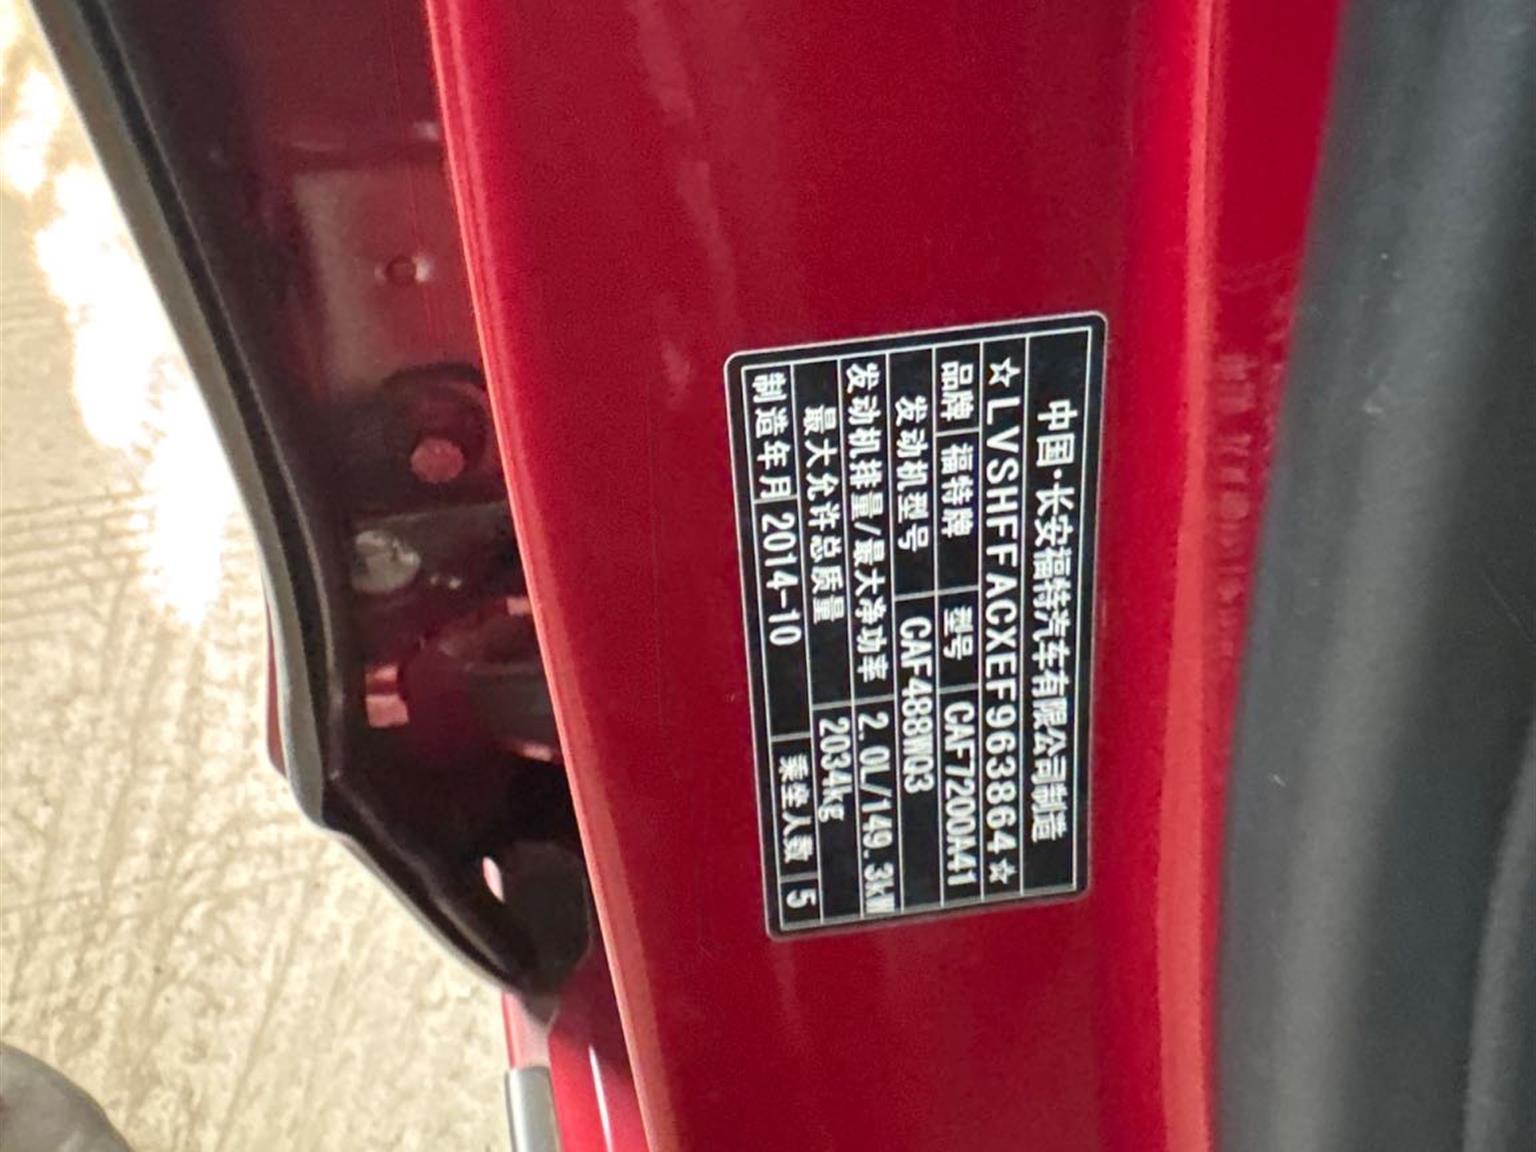 中国·长安福特汽车有限公司制造
☆LVSHFFACXEF963864☆
品牌 福特牌 型号 CAF7200A41
发动机型号 CAF488WQ3
发动机排量/最大净功率 2.0L/149.3kW
最大允许总质量 2034kg
制造年月 2014-10 乘坐人数 5